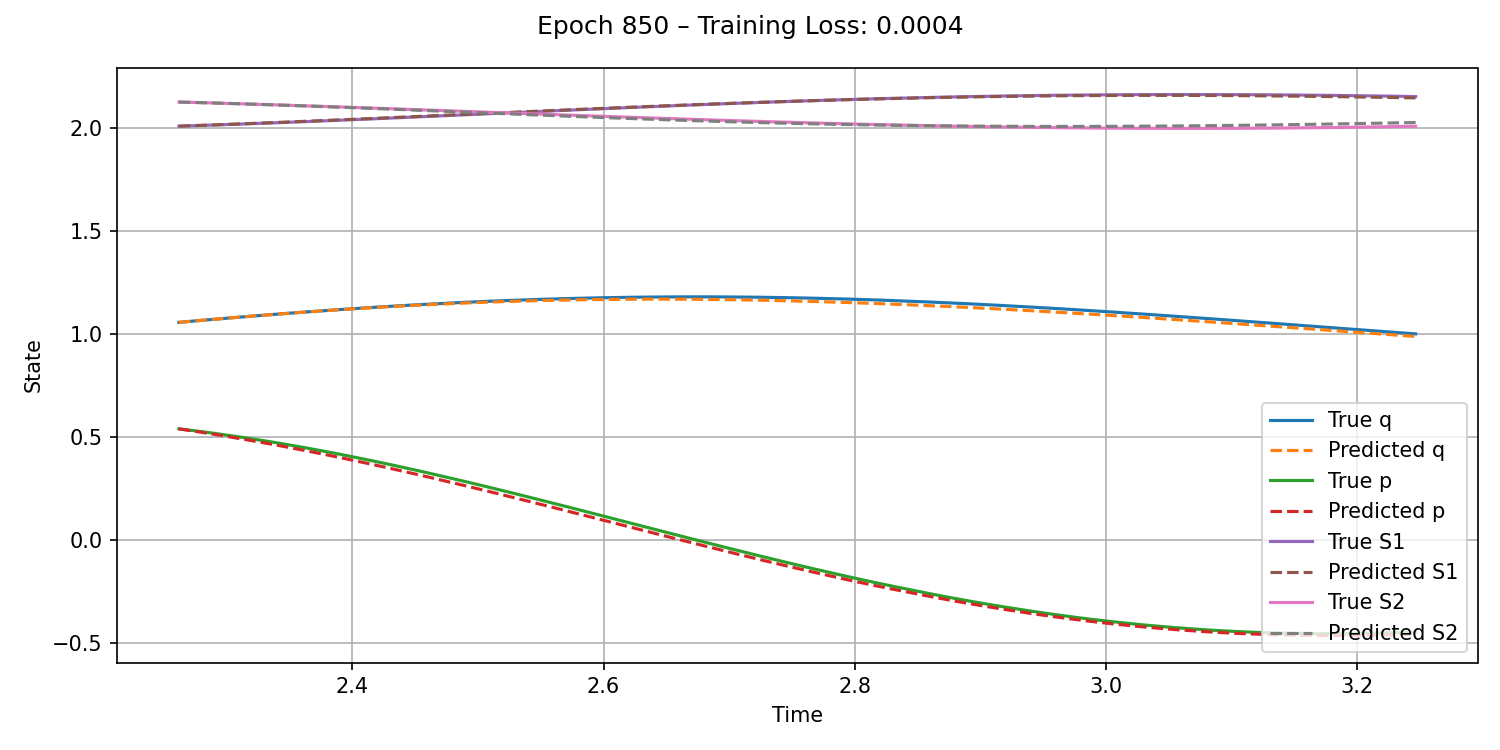 Epoch 850 – Training Loss: 0.0004
State
2.0
1.5
1.0
0.5
0.0
−0.5
True q
Predicted q
True p
Predicted p
True S1
Predicted S1
True S2
Predicted S2
2.4 2.6 2.8 3.0 3.2
Time